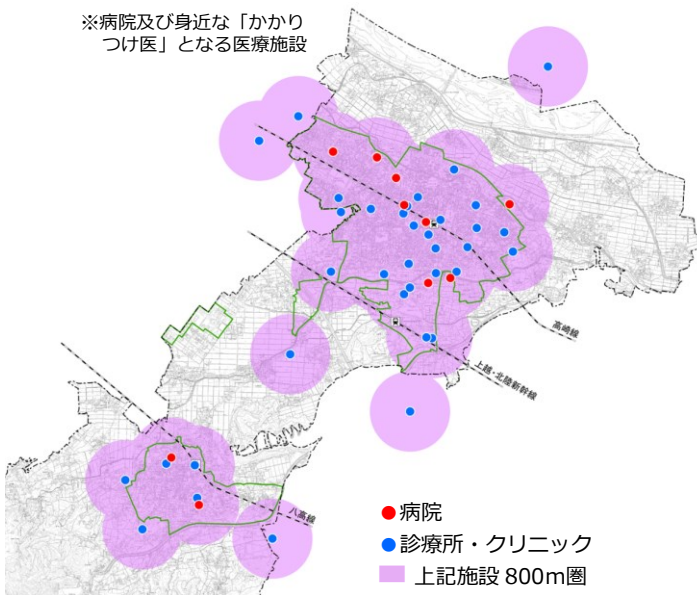 ※病院及び身近な「かかり
つけ医」となる医療施設
高崎線
上越・北陸新幹線
八高線
病院
診療所・クリニック
上記施設 800m圏